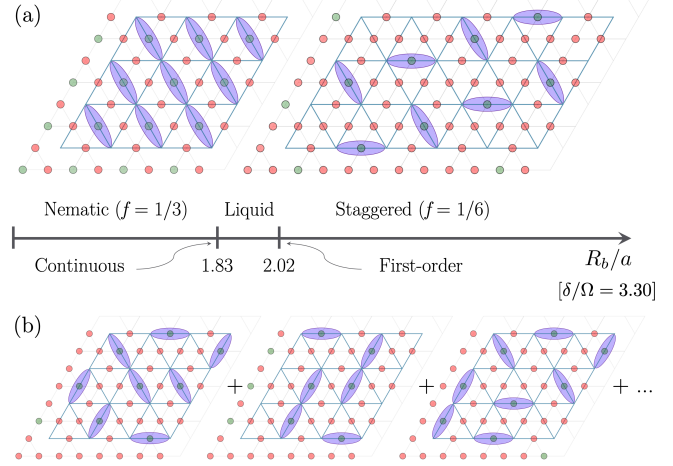 (a)
Nematic (f = 1/3) Liquid Staggered (f = 1/6)
Continuous 1.83 2.02 First-order R_b/a
[δ/Ω = 3.30]
(b)
+ + + ...